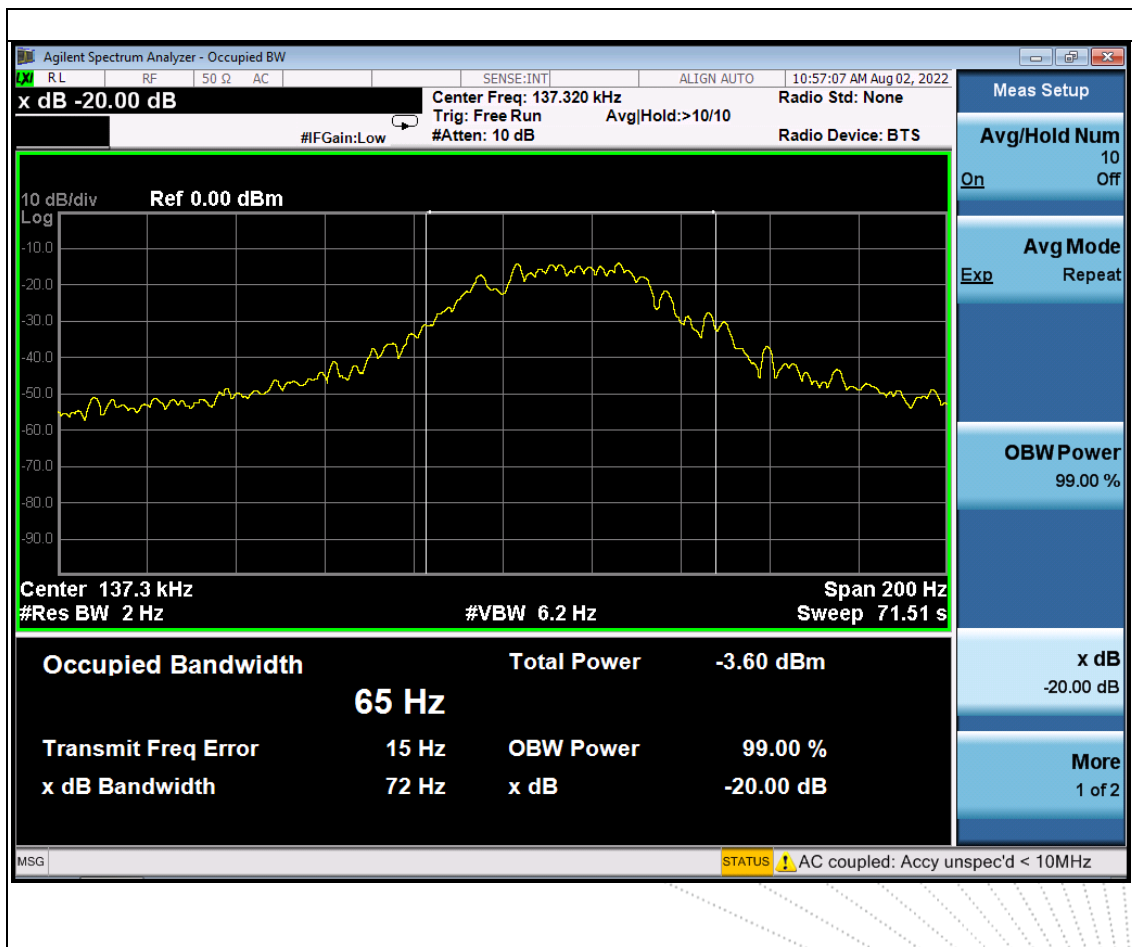 Agilent Spectrum Analyzer - Occupied BW
LXI RL RF 50 Ω AC SENSE:INT ALIGN AUTO 10:57:07 AM Aug 02, 2022
x dB -20.00 dB
Center Freq: 137.320 kHz Radio Std: None
Trig: Free Run Avg|Hold:>10/10
#IFGain:Low #Atten: 10 dB Radio Device: BTS
10 dB/div Ref 0.00 dBm
Log
-10.0
-20.0
-30.0
-40.0
-50.0
-60.0
-70.0
-80.0
-90.0
Center 137.3 kHz Span 200 Hz
#Res BW 2 Hz #VBW 6.2 Hz Sweep 71.51 s
Occupied Bandwidth Total Power -3.60 dBm
65 Hz
Transmit Freq Error 15 Hz OBW Power 99.00 %
x dB Bandwidth 72 Hz x dB -20.00 dB
Meas Setup
Avg/Hold Num
10
On Off
Avg Mode
Exp Repeat
OBW Power
99.00 %
x dB
-20.00 dB
More
1 of 2
MSG STATUS AC coupled: Accy unspec'd < 10MHz